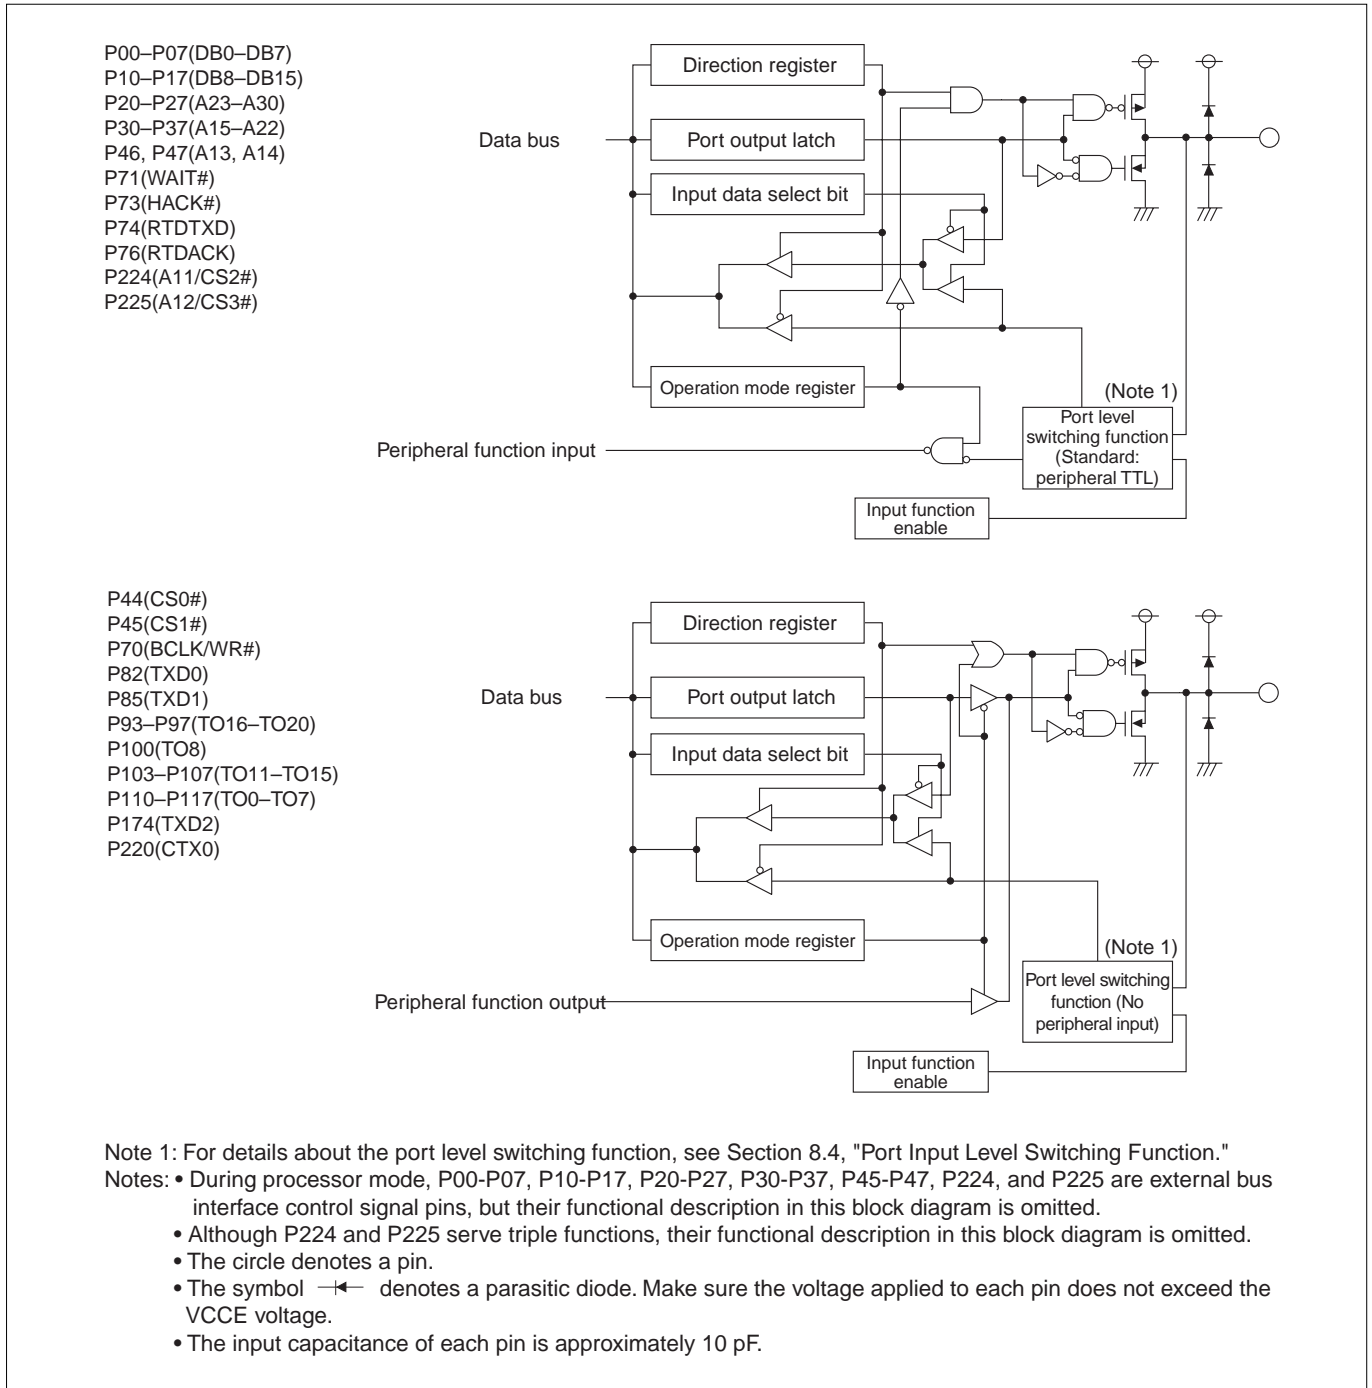 P00–P07(DB0–DB7)
P10–P17(DB8–DB15)
P20–P27(A23–A30)
P30–P37(A15–A22)
P46, P47(A13, A14)
P71(WAIT#)
P73(HACK#)
P74(RTDTXD)
P76(RTDACK)
P224(A11/CS2#)
P225(A12/CS3#)
Direction register
Data bus
Port output latch
Input data select bit
Operation mode register
(Note 1)
Peripheral function input
Port level
switching function
(Standard:
peripheral TTL)
Input function
enable
P44(CS0#)
P45(CS1#)
P70(BCLK/WR#)
P82(TXD0)
P85(TXD1)
P93–P97(TO16–TO20)
P100(TO8)
P103–P107(TO11–TO15)
P110–P117(TO0–TO7)
P174(TXD2)
P220(CTX0)
Direction register
Data bus
Port output latch
Input data select bit
Operation mode register
(Note 1)
Peripheral function output
Port level switching
function (No
peripheral input)
Input function
enable
Note 1: For details about the port level switching function, see Section 8.4, "Port Input Level Switching Function."
Notes: • During processor mode, P00-P07, P10-P17, P20-P27, P30-P37, P45-P47, P224, and P225 are external bus
interface control signal pins, but their functional description in this block diagram is omitted.
• Although P224 and P225 serve triple functions, their functional description in this block diagram is omitted.
• The circle denotes a pin.
• The symbol denotes a parasitic diode. Make sure the voltage applied to each pin does not exceed the
VCCE voltage.
• The input capacitance of each pin is approximately 10 pF.